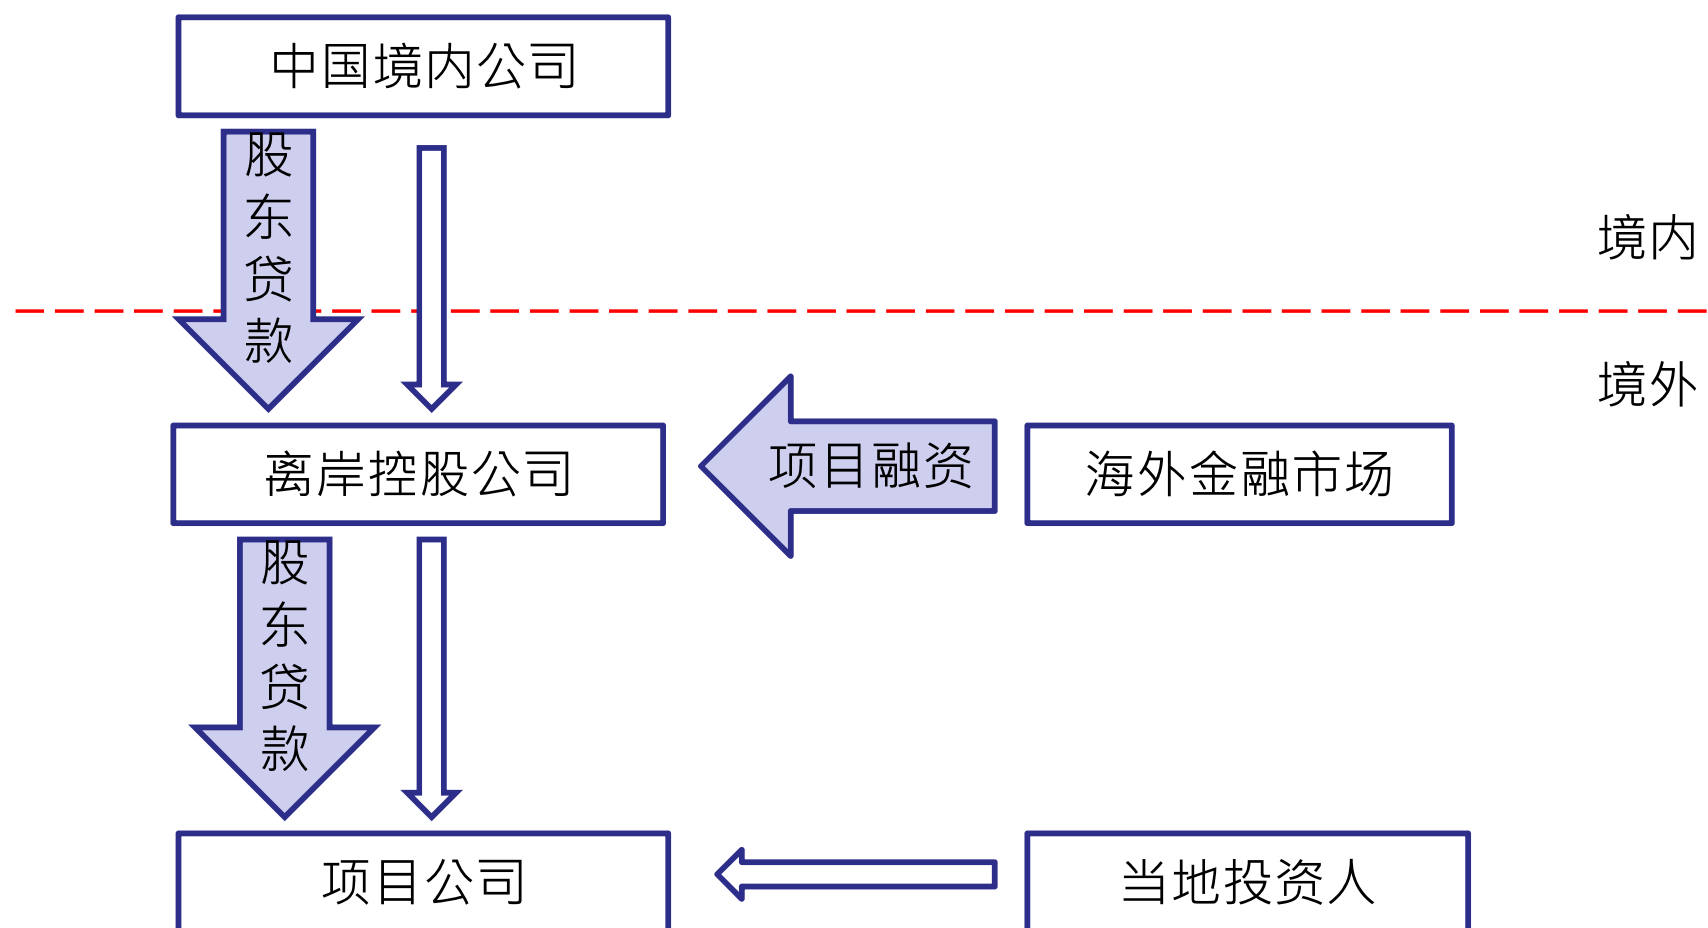 中国境内公司
股
东
贷
款
境内
境外
离岸控股公司
项目融资
海外金融市场
股
东
贷
款
项目公司
当地投资人